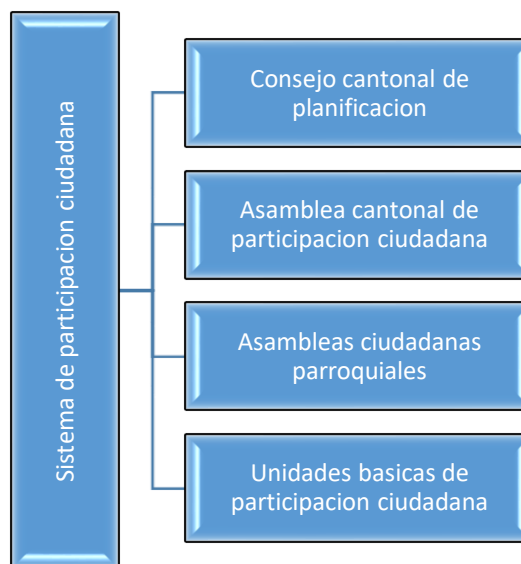 Sistema de participacion ciudadana
Consejo cantonal de
planificacion
Asamblea cantonal de
participacion ciudadana
Asambleas ciudadanas
parroquiales
Unidades basicas de
participacion ciudadana